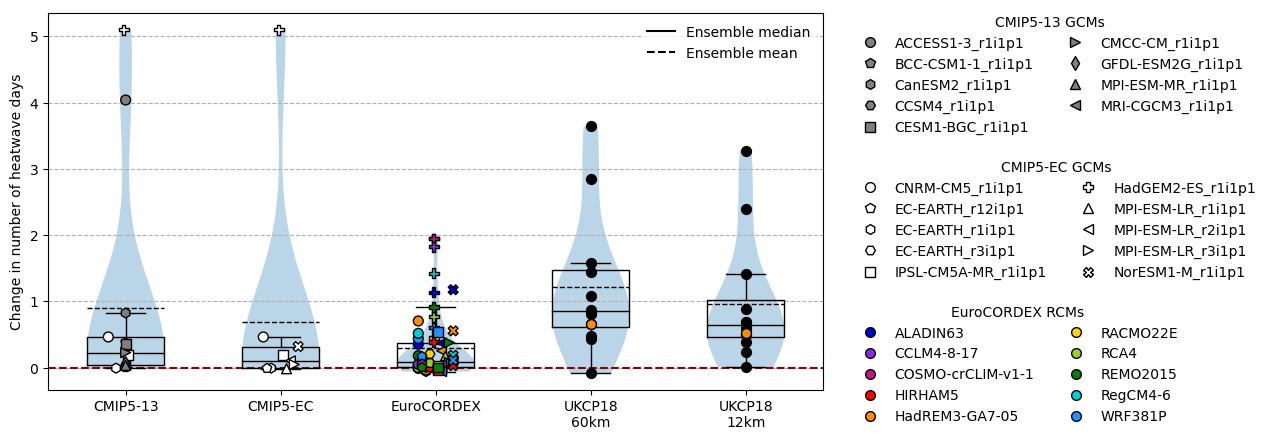 Change in number of heatwave days
5
4
3
2
1
0
Ensemble median
Ensemble mean
CMIP5-13
CMIP5-EC
EuroCORDEX
UKCP18
60km
UKCP18
12km
CMIP5-13 GCMs
ACCESS1-3_r1i1p1
BCC-CSM1-1_r1i1p1
CanESM2_r1i1p1
CCSM4_r1i1p1
CESM1-BGC_r1i1p1
CMCC-CM_r1i1p1
GFDL-ESM2G_r1i1p1
MPI-ESM-MR_r1i1p1
MRI-CGCM3_r1i1p1
CMIP5-EC GCMs
CNRM-CM5_r1i1p1
EC-EARTH_r12i1p1
EC-EARTH_r1i1p1
EC-EARTH_r3i1p1
IPSL-CM5A-MR_r1i1p1
HadGEM2-ES_r1i1p1
MPI-ESM-LR_r1i1p1
MPI-ESM-LR_r2i1p1
MPI-ESM-LR_r3i1p1
NorESM1-M_r1i1p1
EuroCORDEX RCMs
ALADIN63
CCLM4-8-17
COSMO-crCLIM-v1-1
HIRHAM5
HadREM3-GA7-05
RACMO22E
RCA4
REMO2015
RegCM4-6
WRF381P